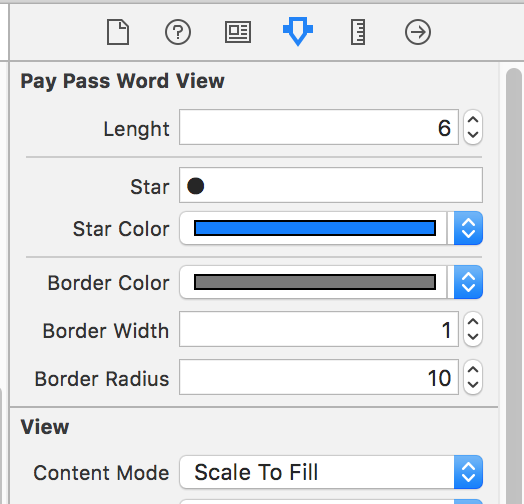 Pay Pass Word View
Lenght 6
Star ●
Star Color
Border Color
Border Width 1
Border Radius 10
View
Content Mode Scale To Fill